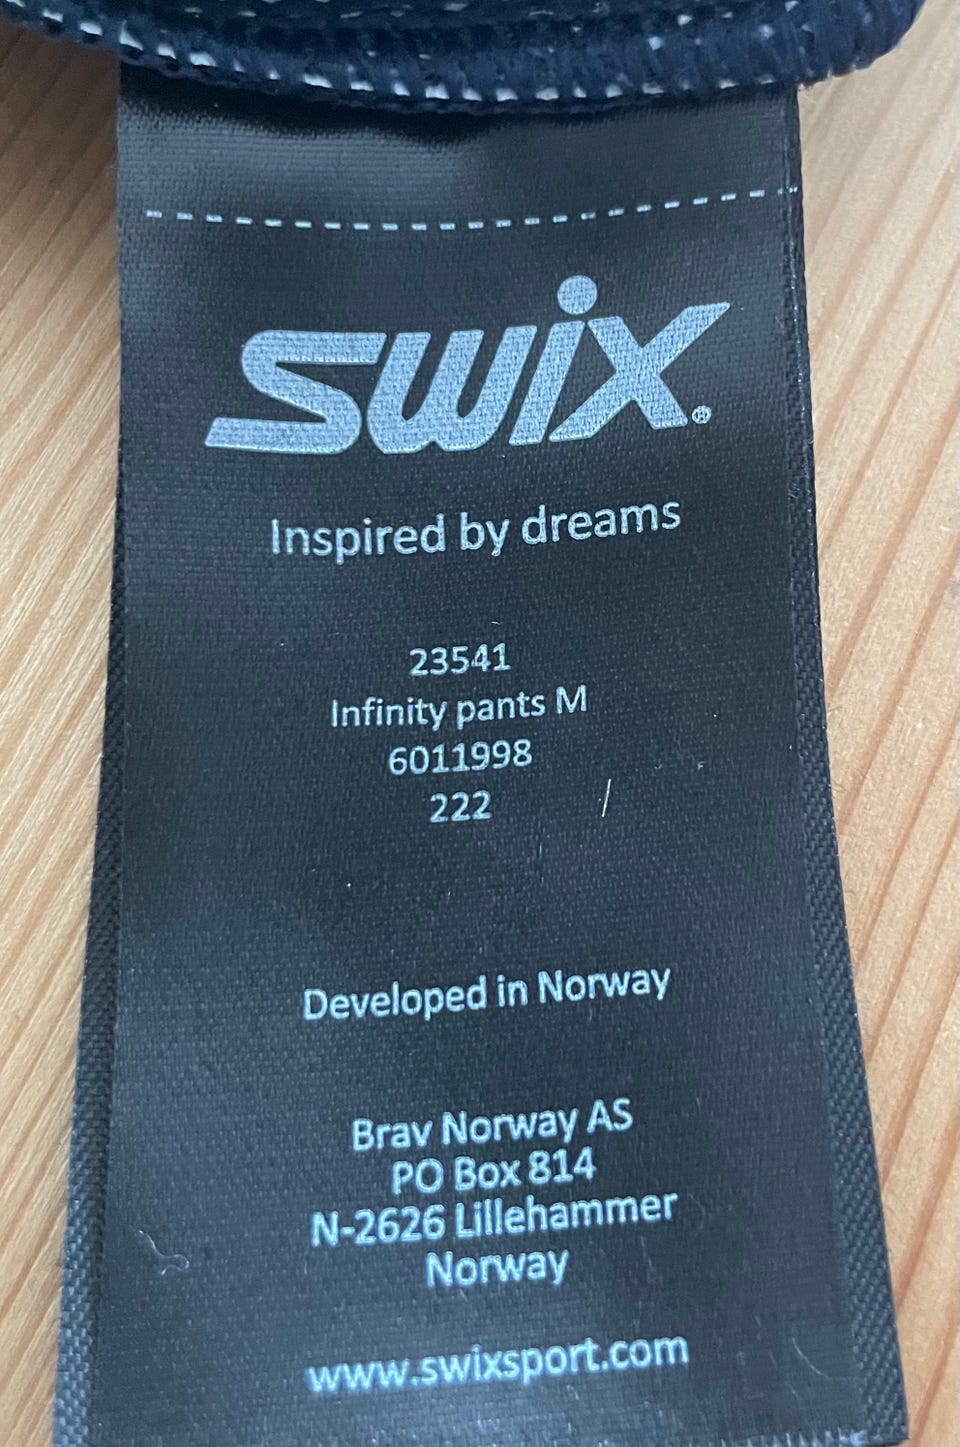 swix®
Inspired by dreams
23541
Infinity pants M
6011998
222
Developed in Norway
Brav Norway AS
PO Box 814
N-2626 Lillehammer
Norway
www.swixsport.com